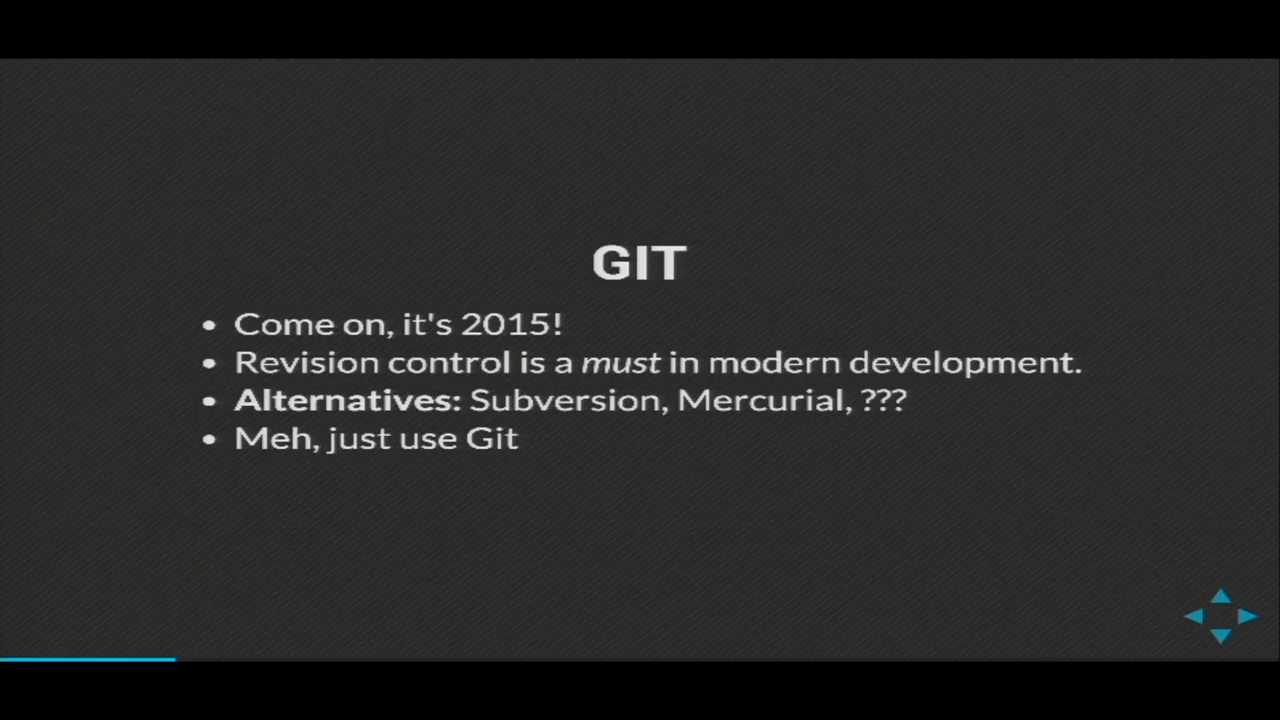 GIT
Come on, it's 2015!
Revision control is a must in modern development.
Alternatives: Subversion, Mercurial, ???
Meh, just use Git